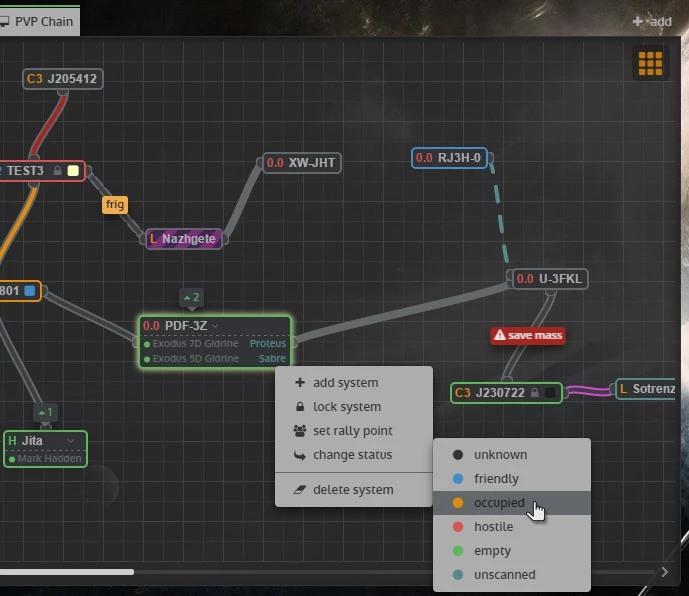 PVP Chain
add
C3 J205412
TEST3
0.0 XW-JHT
0.0 RJ3H-0
frig
L Nazhgete
0.0 U-3FKL
801
2
0.0 PDF-3Z
Exodus 7D GIdrine Proteus
Exodus 5D GIdrine Sabre
save mass
C3 J230722
L Sotrenz
1
H Jita
Mark Hadden
add system
lock system
set rally point
change status
delete system
unknown
friendly
occupied
hostile
empty
unscanned